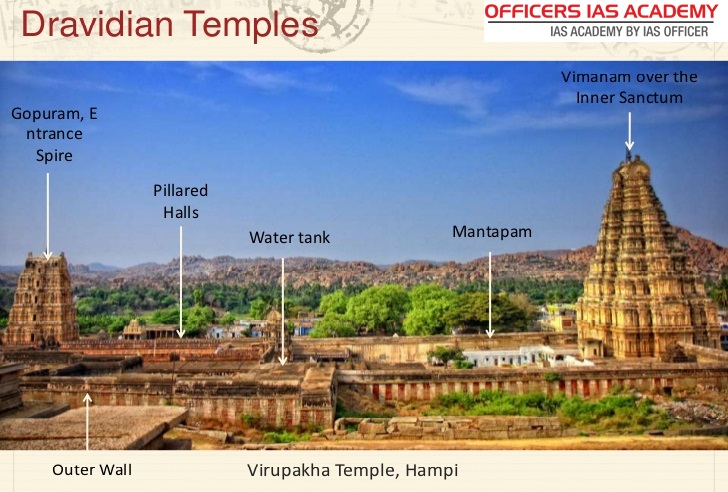 Dravidian Temples
OFFICERS IAS ACADEMY
IAS ACADEMY BY IAS OFFICER
Vimanam over the
Inner Sanctum
Gopuram, E
ntrance
Spire
Pillared
Halls
Water tank
Mantapam
Outer Wall
Virupakha Temple, Hampi